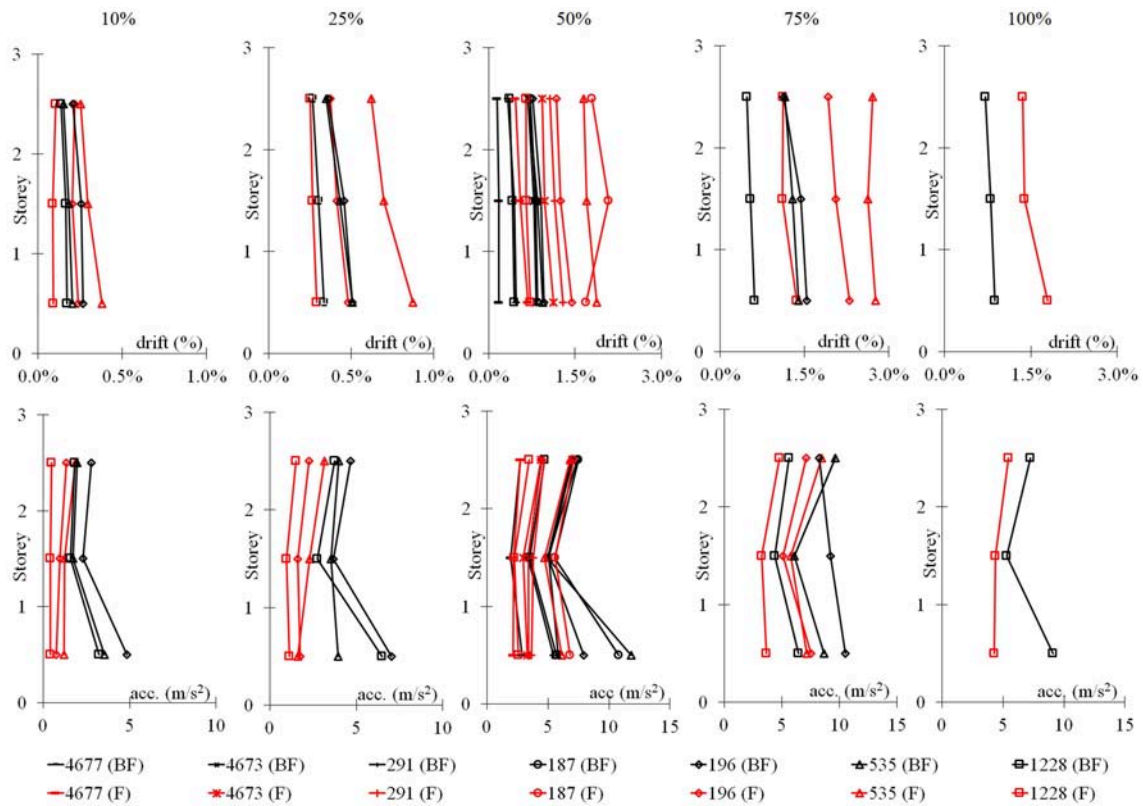 10% 25% 50% 75% 100%
3 3 3 3 3
2 2 2 2 2
Storey Storey Storey Storey Storey
1 1 1 1 1
drift (%) drift (%) drift (%) drift (%) drift (%)
0 0 0 0 0
0.0% 0.5% 1.0% 0.0% 0.5% 1.0% 0.0% 1.5% 3.0% 0.0% 1.5% 3.0% 0.0% 1.5% 3.0%
3 3 3 3 3
2 2 2 2 2
Storey Storey Storey Storey Storey
1 1 1 1 1
acc. (m/s²) acc. (m/s²) acc (m/s²) acc. (m/s²) acc. (m/s²)
0 0 0 0 0
0 5 10 0 5 10 0 5 10 15 0 5 10 15 0 5 10 15
4677 (BF) 4673 (BF) 291 (BF) 187 (BF) 196 (BF) 535 (BF) 1228 (BF)
4677 (F) 4673 (F) 291 (F) 187 (F) 196 (F) 535 (F) 1228 (F)